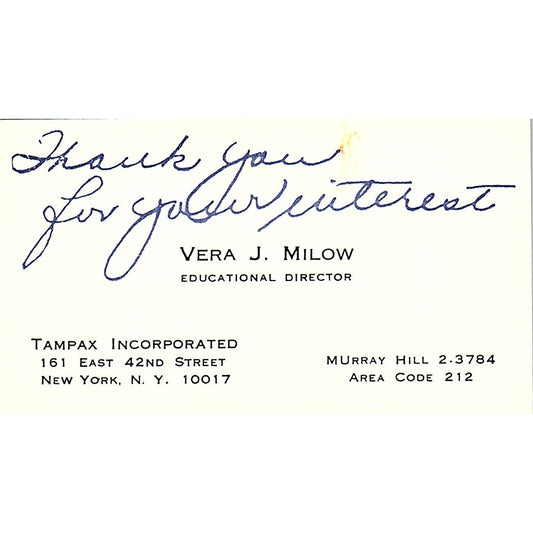 Thank you
for your interest
VERA J. MILOW
EDUCATIONAL DIRECTOR
TAMPAX INCORPORATED
161 EAST 42ND STREET
NEW YORK, N. Y. 10017
MURRAY HILL 2-3784
AREA CODE 212